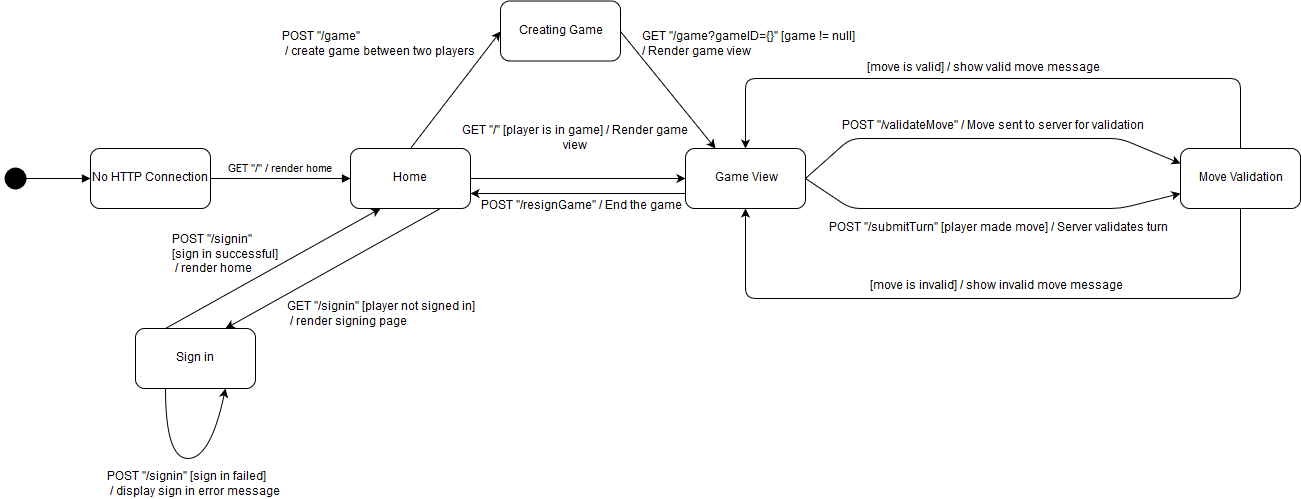 Creating Game
POST "/game"
/ create game between two players
GET "/game?gameID={}" [game != null]
/ Render game view
[move is valid] / show valid move message
POST "/validateMove" / Move sent to server for validation
GET "/" [player is in game] / Render game
view
No HTTP Connection
GET "/" / render home
Home
Game View
Move Validation
POST "/resignGame" / End the game
POST "/submitTurn" [player made move] / Server validates turn
POST "/signin"
[sign in successful]
/ render home
[move is invalid] / show invalid move message
GET "/signin" [player not signed in]
/ render signing page
Sign in
POST "/signin" [sign in failed]
/ display sign in error message